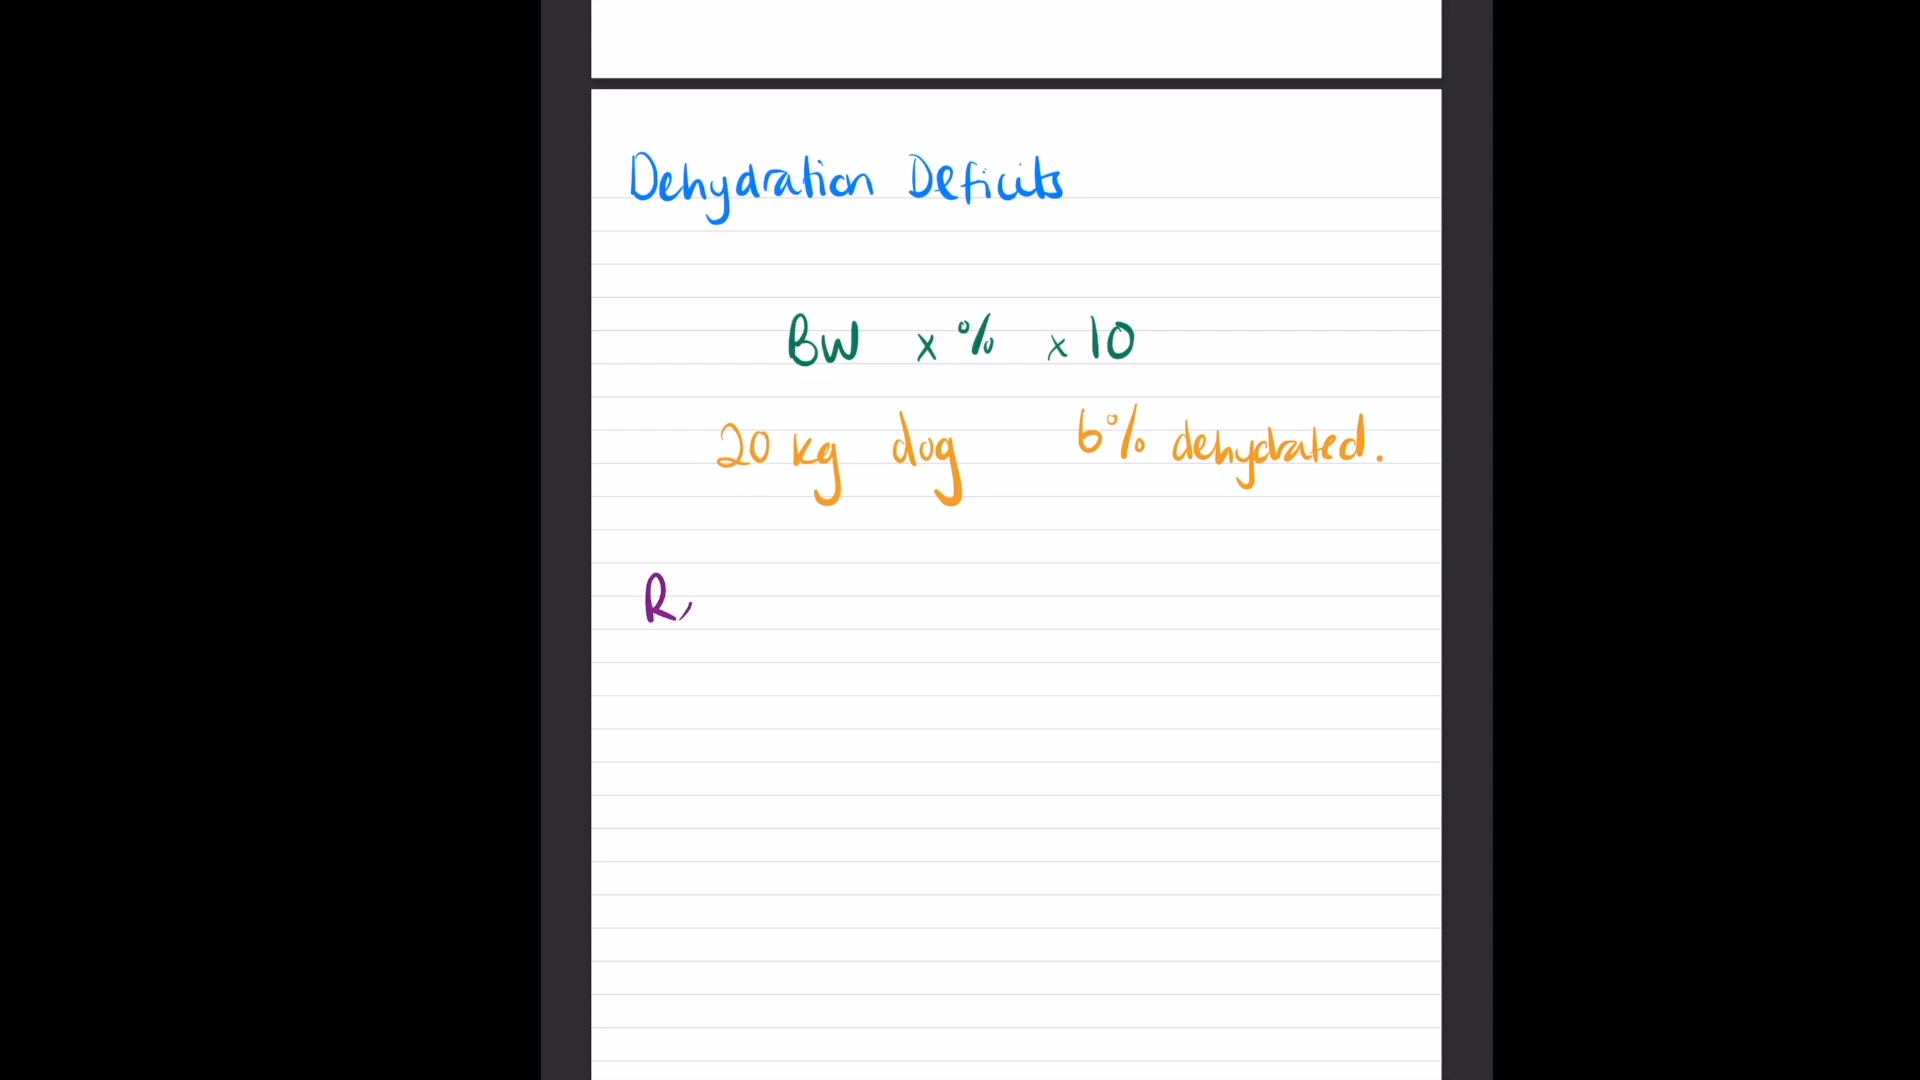 Dehydration Deficits
BW x % x 10
20 kg dog 6% dehydrated.
R